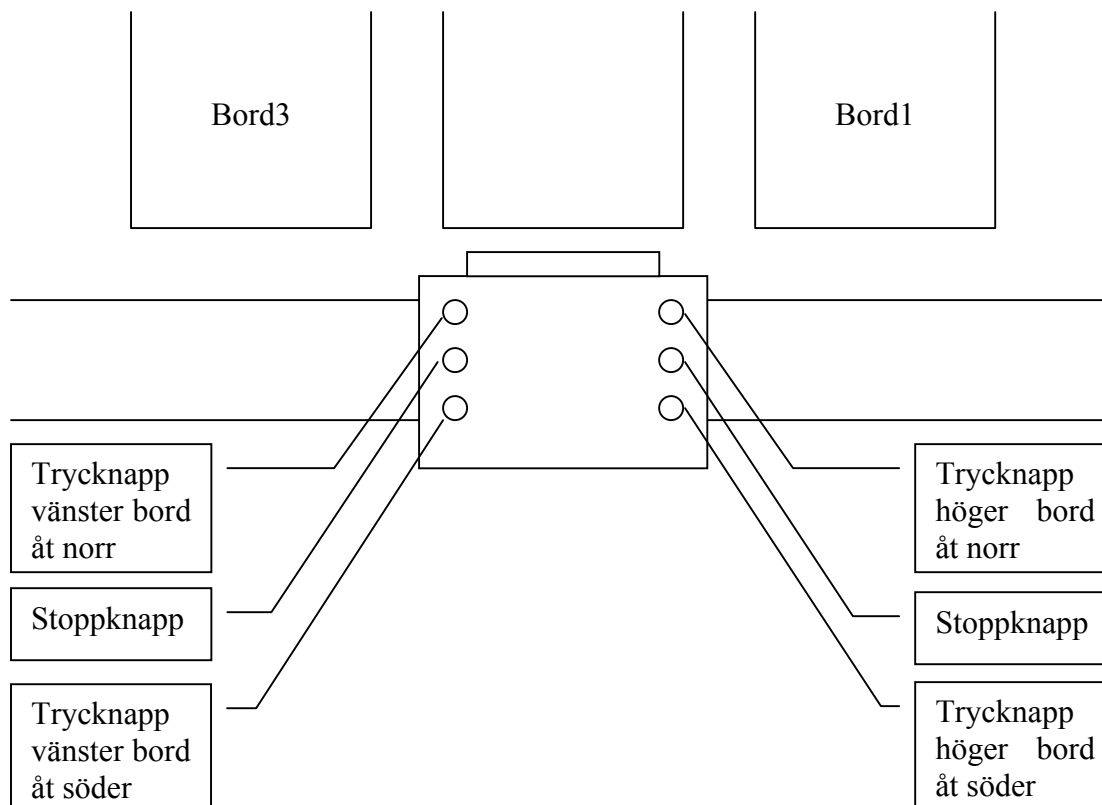 Bord3
Bord1
Trycknapp
vänster bord
åt norr
Stoppknapp
Trycknapp
vänster bord
åt söder
Trycknapp
höger bord
åt norr
Stoppknapp
Trycknapp
höger bord
åt söder